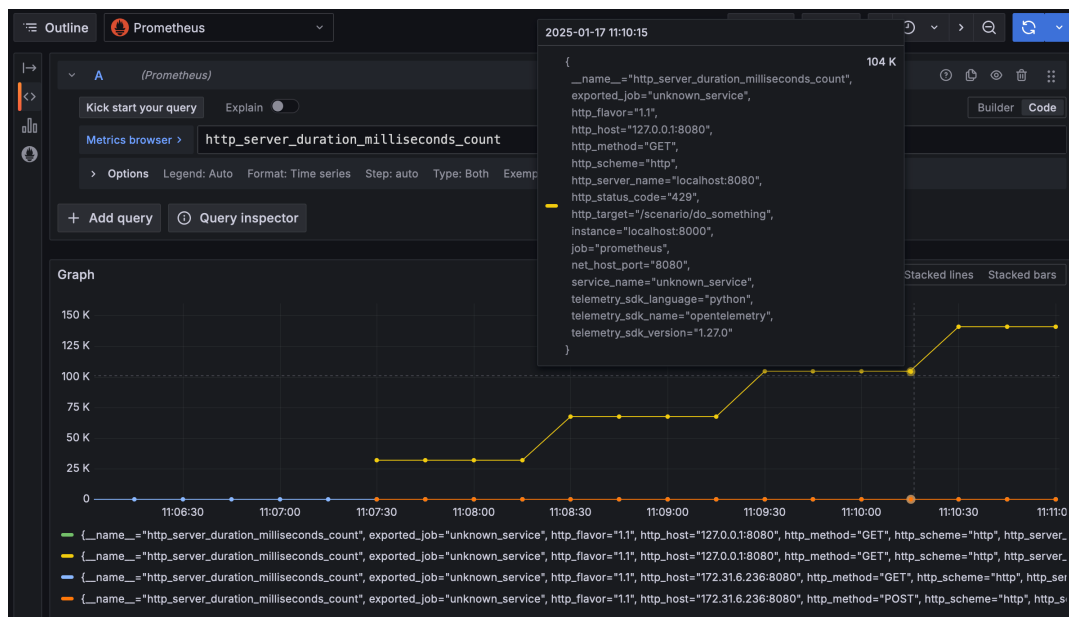 Outline
Prometheus
2025-01-17 11:10:15
{
104 K
__name__="http_server_duration_milliseconds_count",
exported_job="unknown_service",
http_flavor="1.1",
http_host="127.0.0.1:8080",
http_method="GET",
http_scheme="http",
http_server_name="localhost:8080",
http_status_code="429",
http_target="/scenario/do_something",
instance="localhost:8000",
job="prometheus",
net_host_port="8080",
service_name="unknown_service",
telemetry_sdk_language="python",
telemetry_sdk_name="opentelemetry",
telemetry_sdk_version="1.27.0"
}
A (Prometheus)
Kick start your query Explain
Builder Code
Metrics browser > http_server_duration_milliseconds_count
> Options Legend: Auto Format: Time series Step: auto Type: Both Exemp
+ Add query Query inspector
Graph
Stacked lines Stacked bars
150 K
125 K
100 K
75 K
50 K
25 K
0
11:06:30 11:07:00 11:07:30 11:08:00 11:08:30 11:09:00 11:09:30 11:10:00 11:10:30 11:11:0
{__name__="http_server_duration_milliseconds_count", exported_job="unknown_service", http_flavor="1.1", http_host="127.0.0.1:8080", http_method="GET", http_scheme="http", http_server_
{__name__="http_server_duration_milliseconds_count", exported_job="unknown_service", http_flavor="1.1", http_host="127.0.0.1:8080", http_method="GET", http_scheme="http", http_server_
{__name__="http_server_duration_milliseconds_count", exported_job="unknown_service", http_flavor="1.1", http_host="172.31.6.236:8080", http_method="GET", http_scheme="http", http_ser
{__name__="http_server_duration_milliseconds_count", exported_job="unknown_service", http_flavor="1.1", http_host="172.31.6.236:8080", http_method="POST", http_scheme="http", http_s